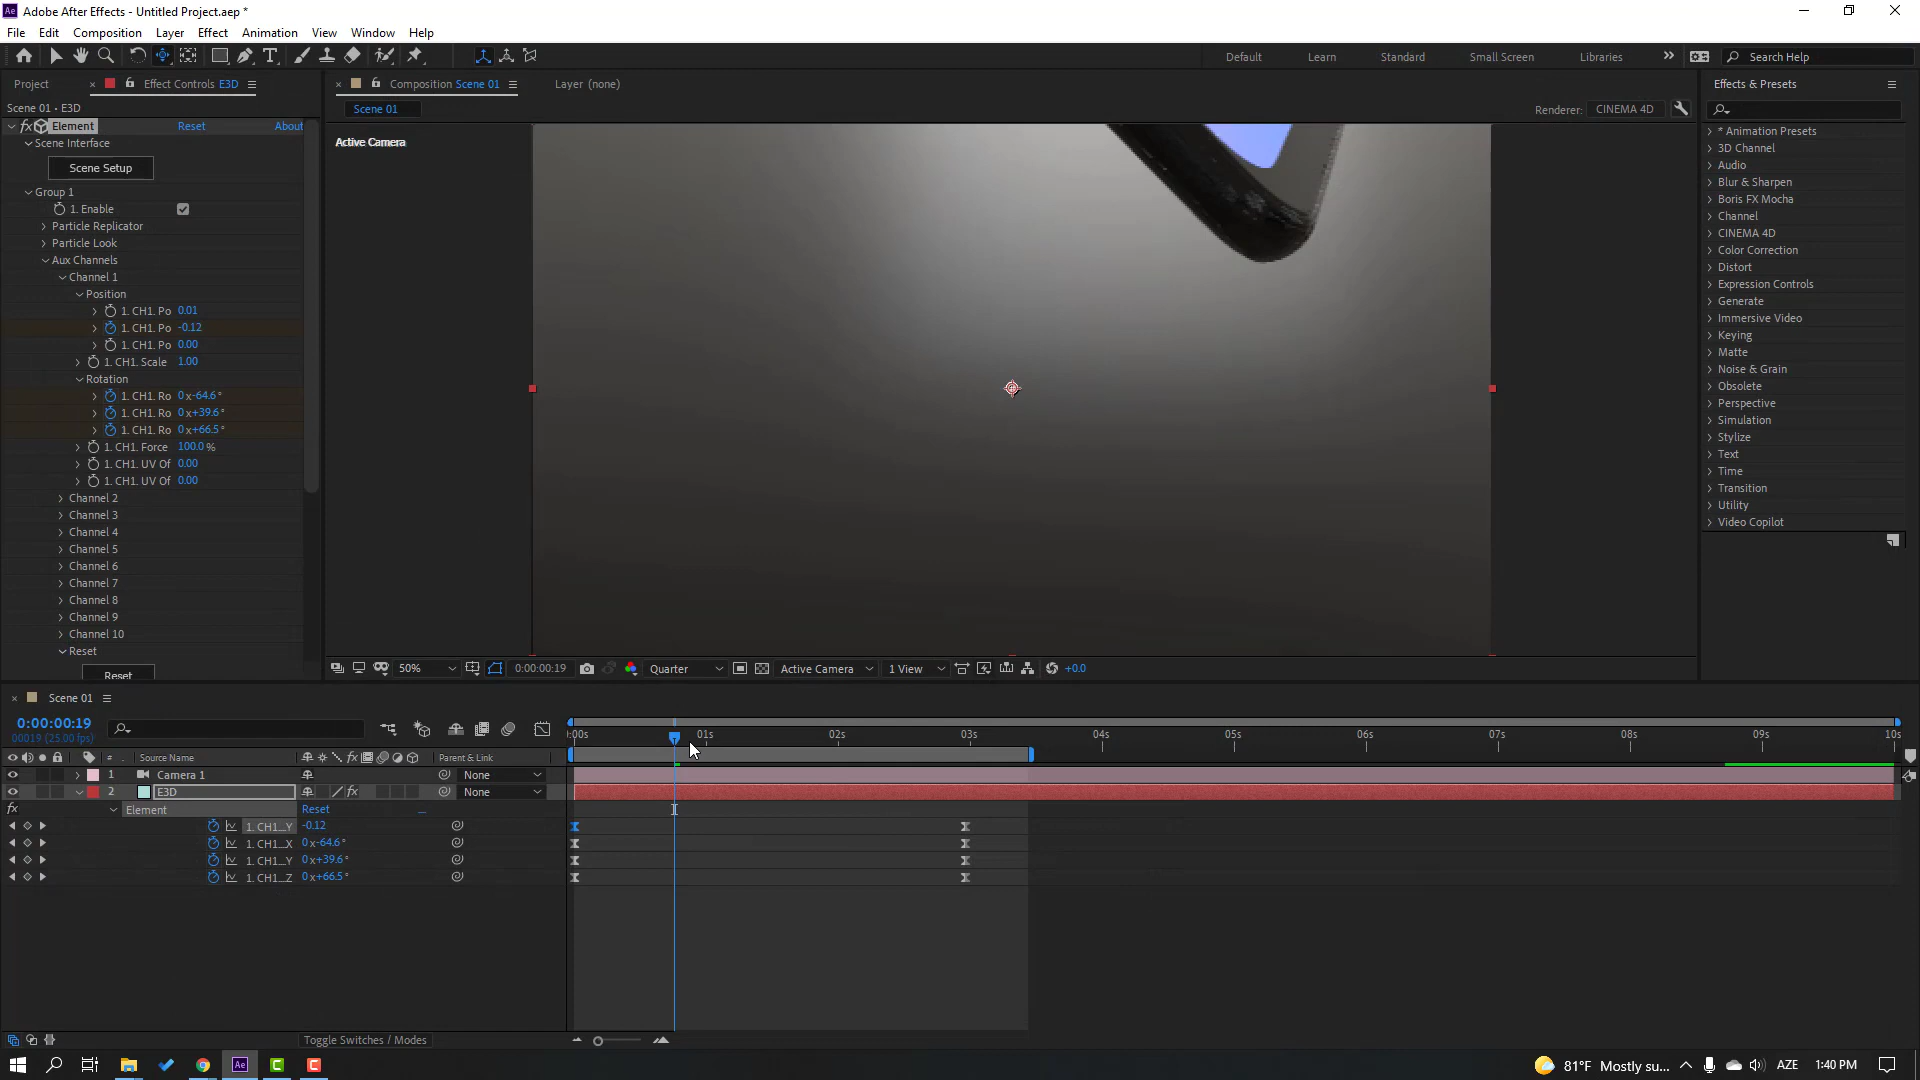 Adobe After Effects - Untitled Project.aep *
File Edit Composition Layer Effect Animation View Window Help
Default Learn Standard Small Screen Libraries Search Help
Project Effect Controls E3D Composition Scene 01 Layer (none) Effects & Presets
Scene 01 • E3D
Scene 01
Renderer: CINEMA 4D
fx Element Reset About
Active Camera
Scene Interface
Scene Setup
Group 1
1. Enable
Particle Replicator
Particle Look
Aux Channels
Channel 1
Position
1. CH1. Po 0.01
1. CH1. Po -0.12
1. CH1. Po 0.00
1. CH1. Scale 1.00
Rotation
1. CH1. Ro 0x-64.6°
1. CH1. Ro 0x+39.6°
1. CH1. Ro 0x+66.5°
1. CH1. Force 100.0 %
1. CH1. UV Of 0.00
1. CH1. UV Of 0.00
Channel 2
Channel 3
Channel 4
Channel 5
Channel 6
Channel 7
Channel 8
Channel 9
Channel 10
Reset
Reset
* Animation Presets
3D Channel
Audio
Blur & Sharpen
Boris FX Mocha
Channel
CINEMA 4D
Color Correction
Distort
Expression Controls
Generate
Immersive Video
Keying
Matte
Noise & Grain
Obsolete
Perspective
Simulation
Stylize
Text
Time
Transition
Utility
Video Copilot
50% 0:00:00:19 Quarter Active Camera 1 View +0.0
Scene 01
0:00:00:19
00019 (25.00 fps)
:00s 01s 02s 03s 04s 05s 06s 07s 08s 09s 10s
# Source Name fx Parent & Link
1 Camera 1 None
2 E3D fx None
fx Element Reset
1. CH1...Y -0.12
1. CH1...X 0x-64.6°
1. CH1...Y 0x+39.6°
1. CH1...Z 0x+66.5°
Toggle Switches / Modes
81°F Mostly su... AZE 1:40 PM